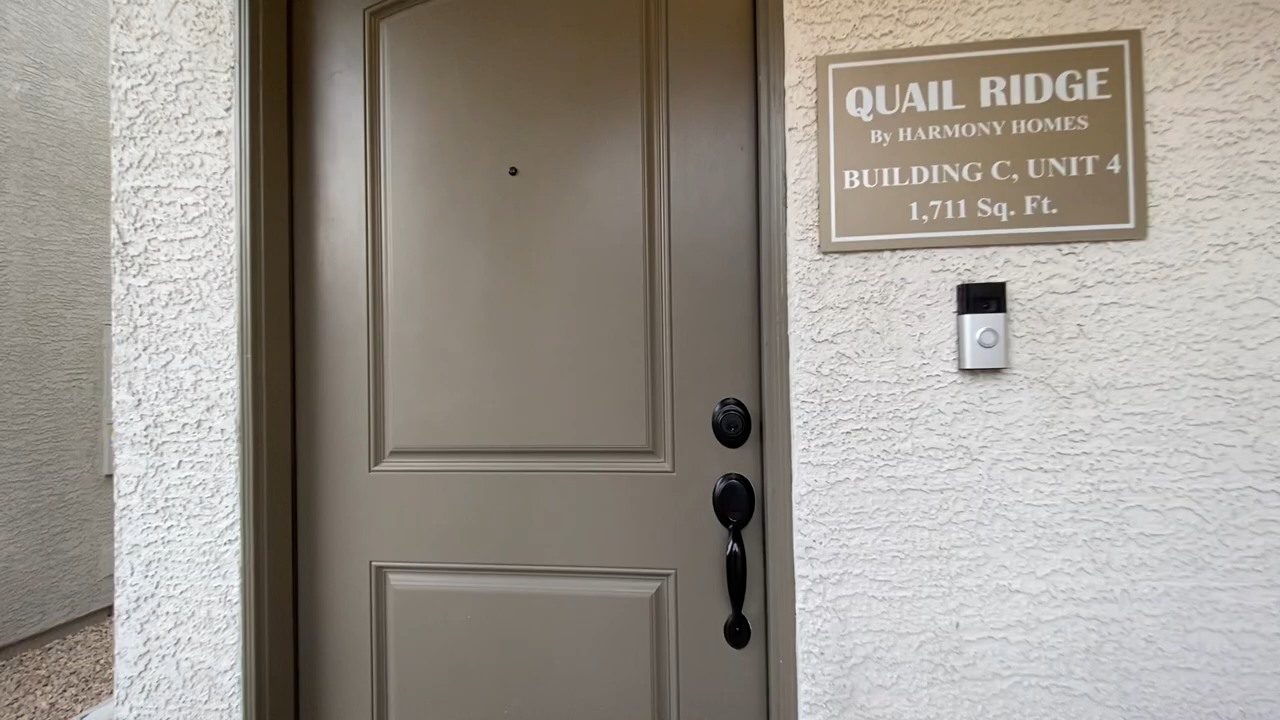 QUAIL RIDGE
By HARMONY HOMES
BUILDING C, UNIT 4
1,711 Sq. Ft.